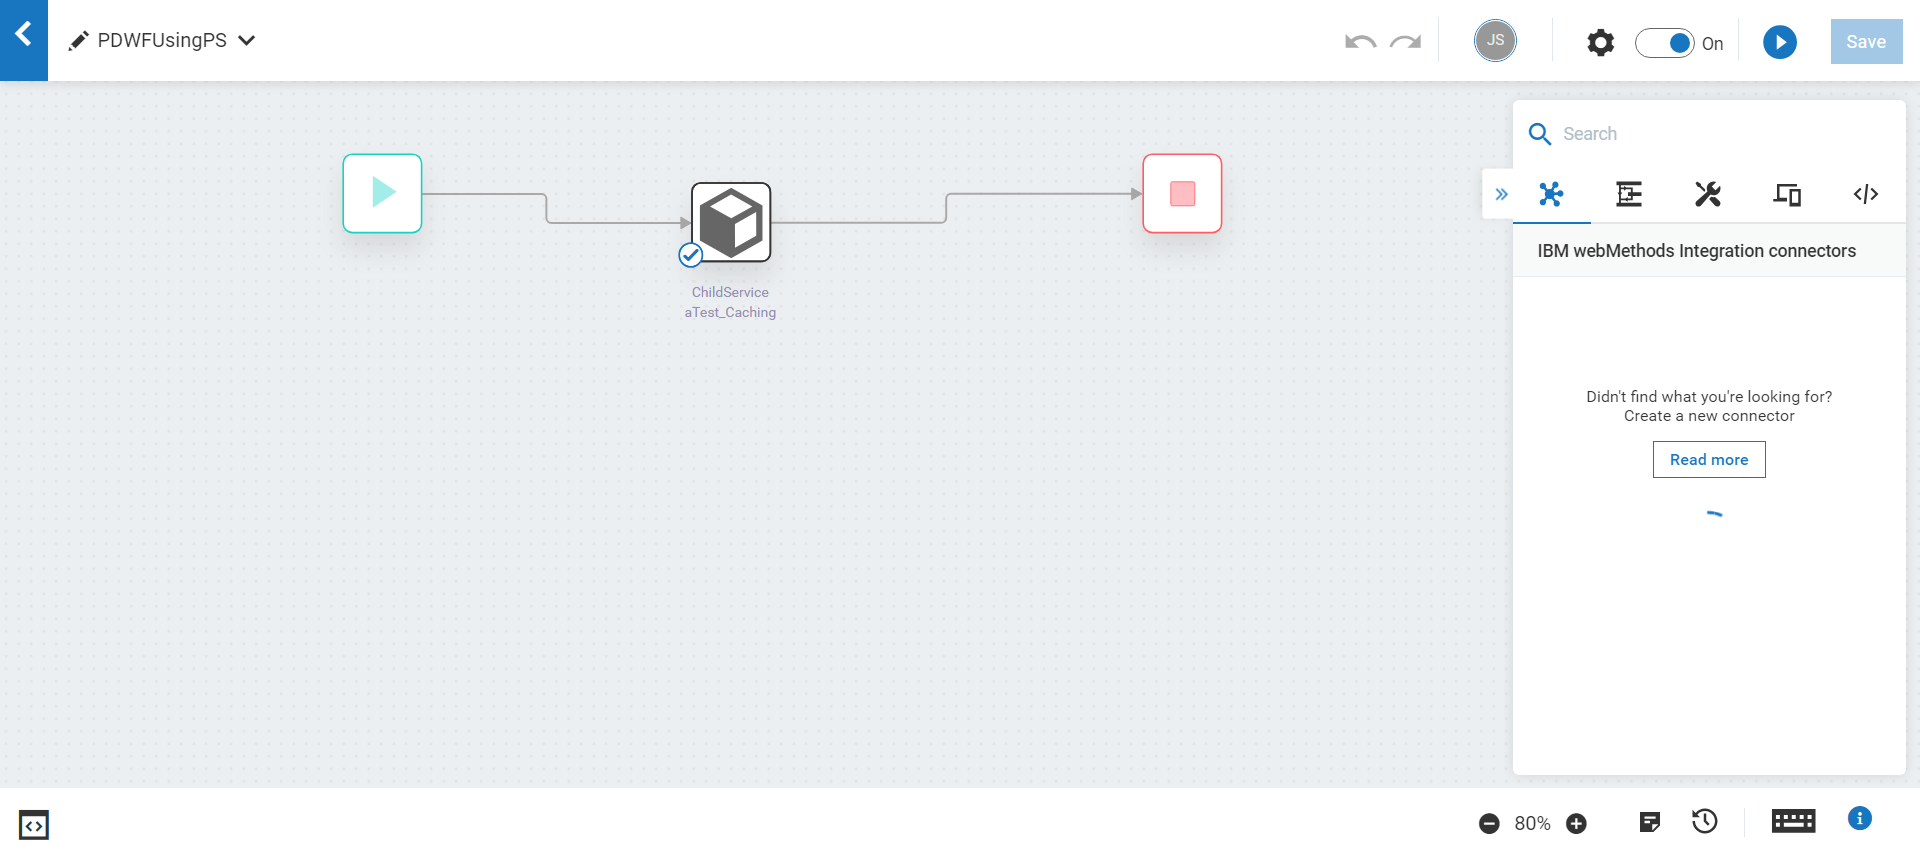 PDWFUsingPS
JS
On
Save
Search
IBM webMethods Integration connectors
ChildService
aTest_Caching
Didn't find what you're looking for?
Create a new connector
Read more
80%